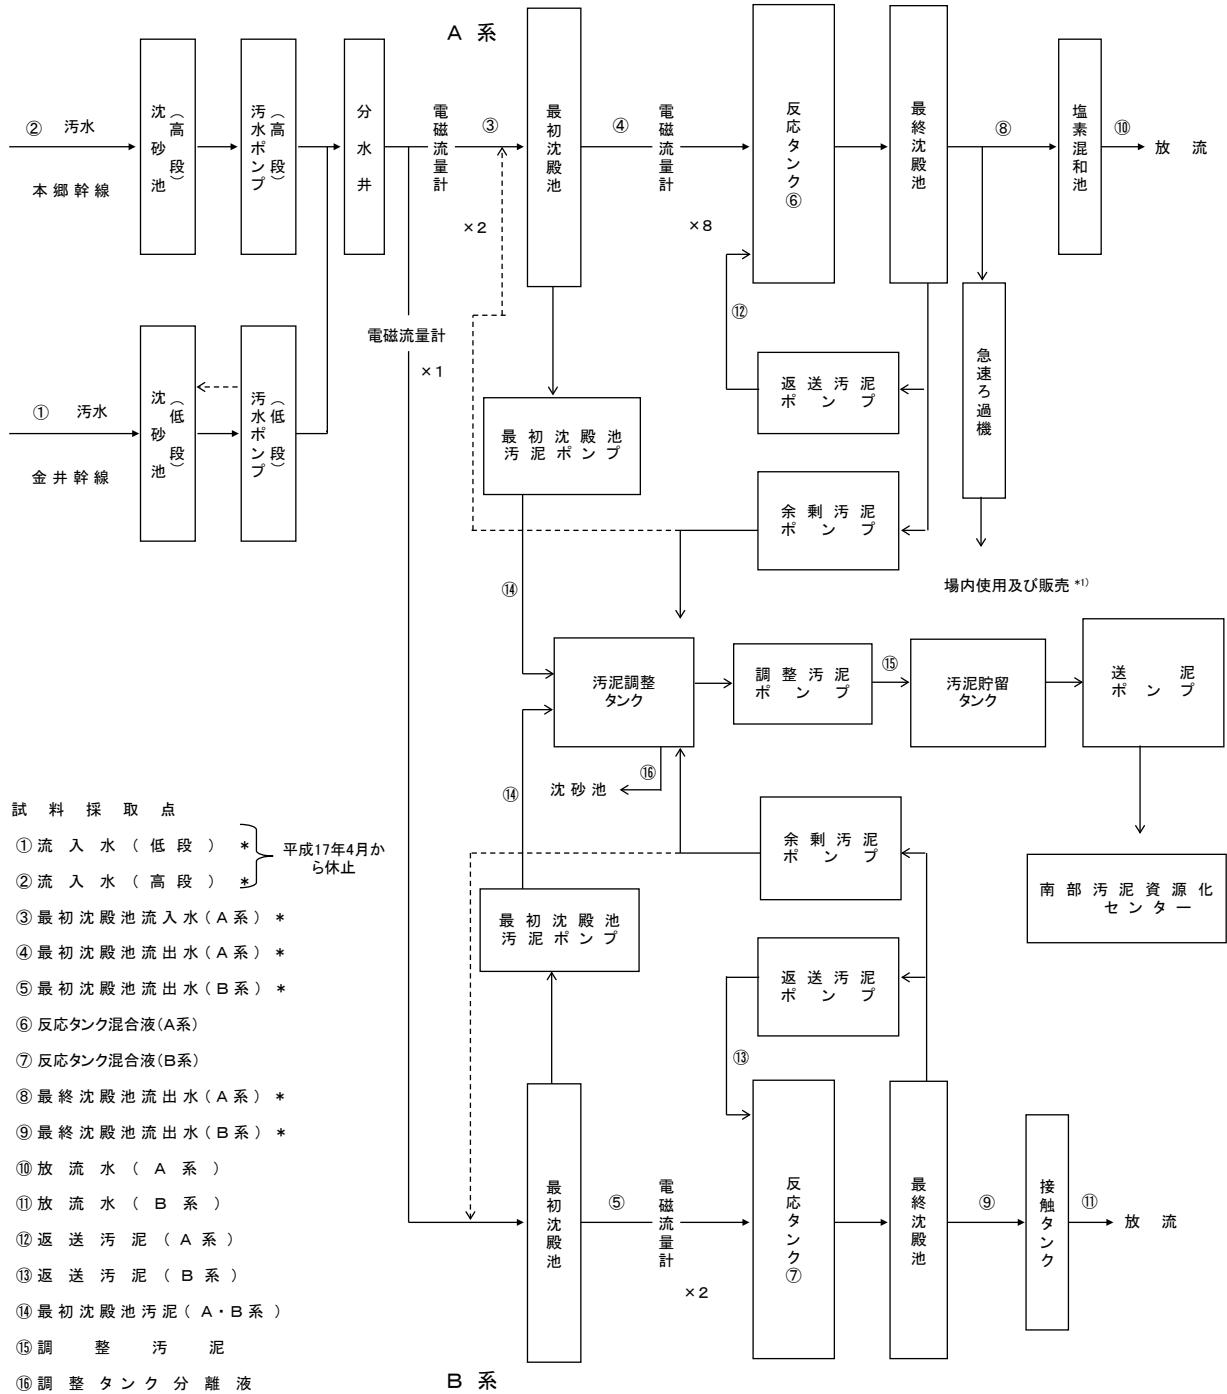 A 系
② 汚水
本郷幹線
沈砂池（高段）
汚水ポンプ（高段）
分水井
電磁流量計
×2
③
最初沈殿池
④
電磁流量計
×8
反応タンク⑥
最終沈殿池
⑧
塩素混和池
⑩
放流
① 汚水
金井幹線
沈砂池（低段）
汚水ポンプ（低段）
電磁流量計
×1
⑫
返送汚泥
ポンプ
急速ろ過機
最初沈殿池
汚泥ポンプ
余剰汚泥
ポンプ
場内使用及び販売 *1)
⑭
汚泥調整
タンク
調整汚泥
ポンプ
⑮
汚泥貯留
タンク
送泥
ポンプ
⑯
沈砂池
⑭
余剰汚泥
ポンプ
南部汚泥資源化
センター
最初沈殿池
汚泥ポンプ
返送汚泥
ポンプ
⑬
最初沈殿池
⑤
電磁流量計
×2
反応タンク⑦
最終沈殿池
⑨
接触タンク
⑪
放流
B 系
試料採取点
①流入水(低段) *
②流入水(高段) *
平成17年4月か
ら休止
③最初沈殿池流入水(A系) *
④最初沈殿池流出水(A系) *
⑤最初沈殿池流出水(B系) *
⑥反応タンク混合液(A系)
⑦反応タンク混合液(B系)
⑧最終沈殿池流出水(A系) *
⑨最終沈殿池流出水(B系) *
⑩放流水(A系)
⑪放流水(B系)
⑫返送汚泥(A系)
⑬返送汚泥(B系)
⑭最初沈殿池汚泥(A・B系)
⑮調整汚泥
⑯調整タンク分離液